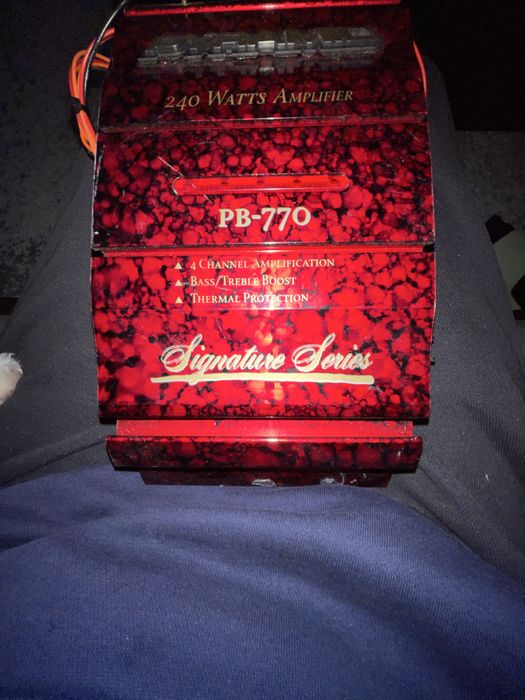 240 WATTS AMPLIFIER
PB-770
▲ 4 CHANNEL AMPLIFICATION
▲ BASS/TREBLE BOOST
▲ THERMAL PROTECTION
Signature Series